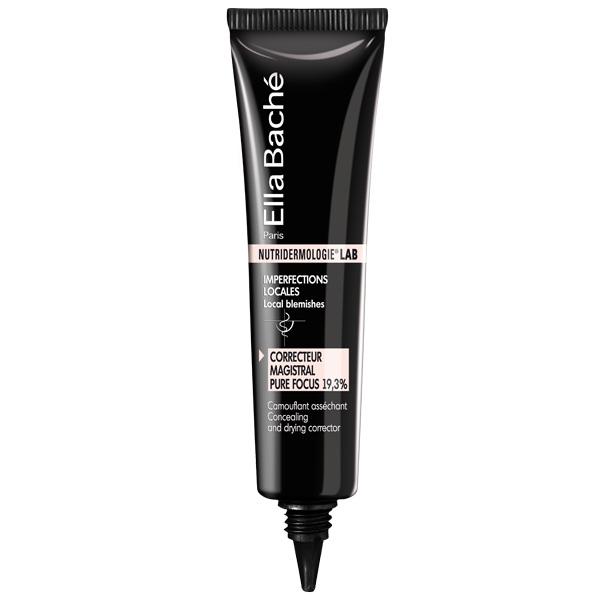 Ella Baché
Paris
NUTRIDERMOLOGIE® LAB
IMPERFECTIONS
LOCALES
Local blemishes
CORRECTEUR
MAGISTRAL
PURE FOCUS 19,3%
Camouflant asséchant
Concealing
and drying corrector